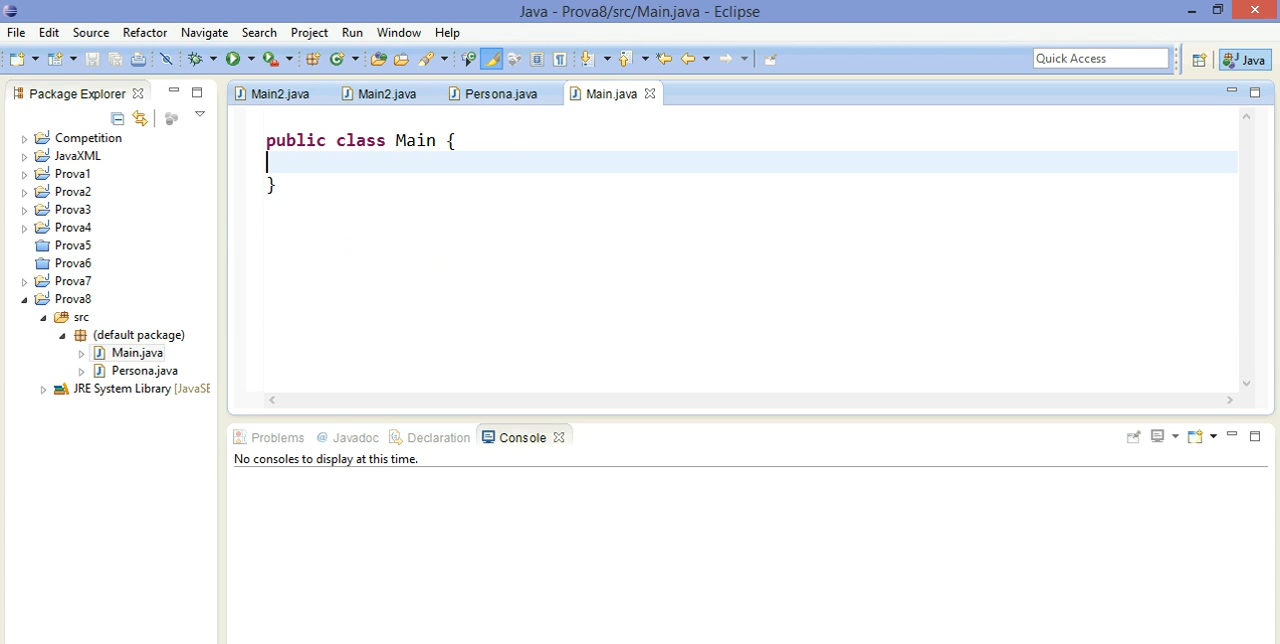 Java - Prova8/src/Main.java - Eclipse
File Edit Source Refactor Navigate Search Project Run Window Help
Quick Access
Java
Package Explorer
Main2.java Main2.java Persona.java Main.java
Competition
JavaXML
Prova1
Prova2
Prova3
Prova4
Prova5
Prova6
Prova7
Prova8
src
(default package)
Main.java
Persona.java
JRE System Library [JavaSE
public class Main {
}
Problems Javadoc Declaration Console
No consoles to display at this time.